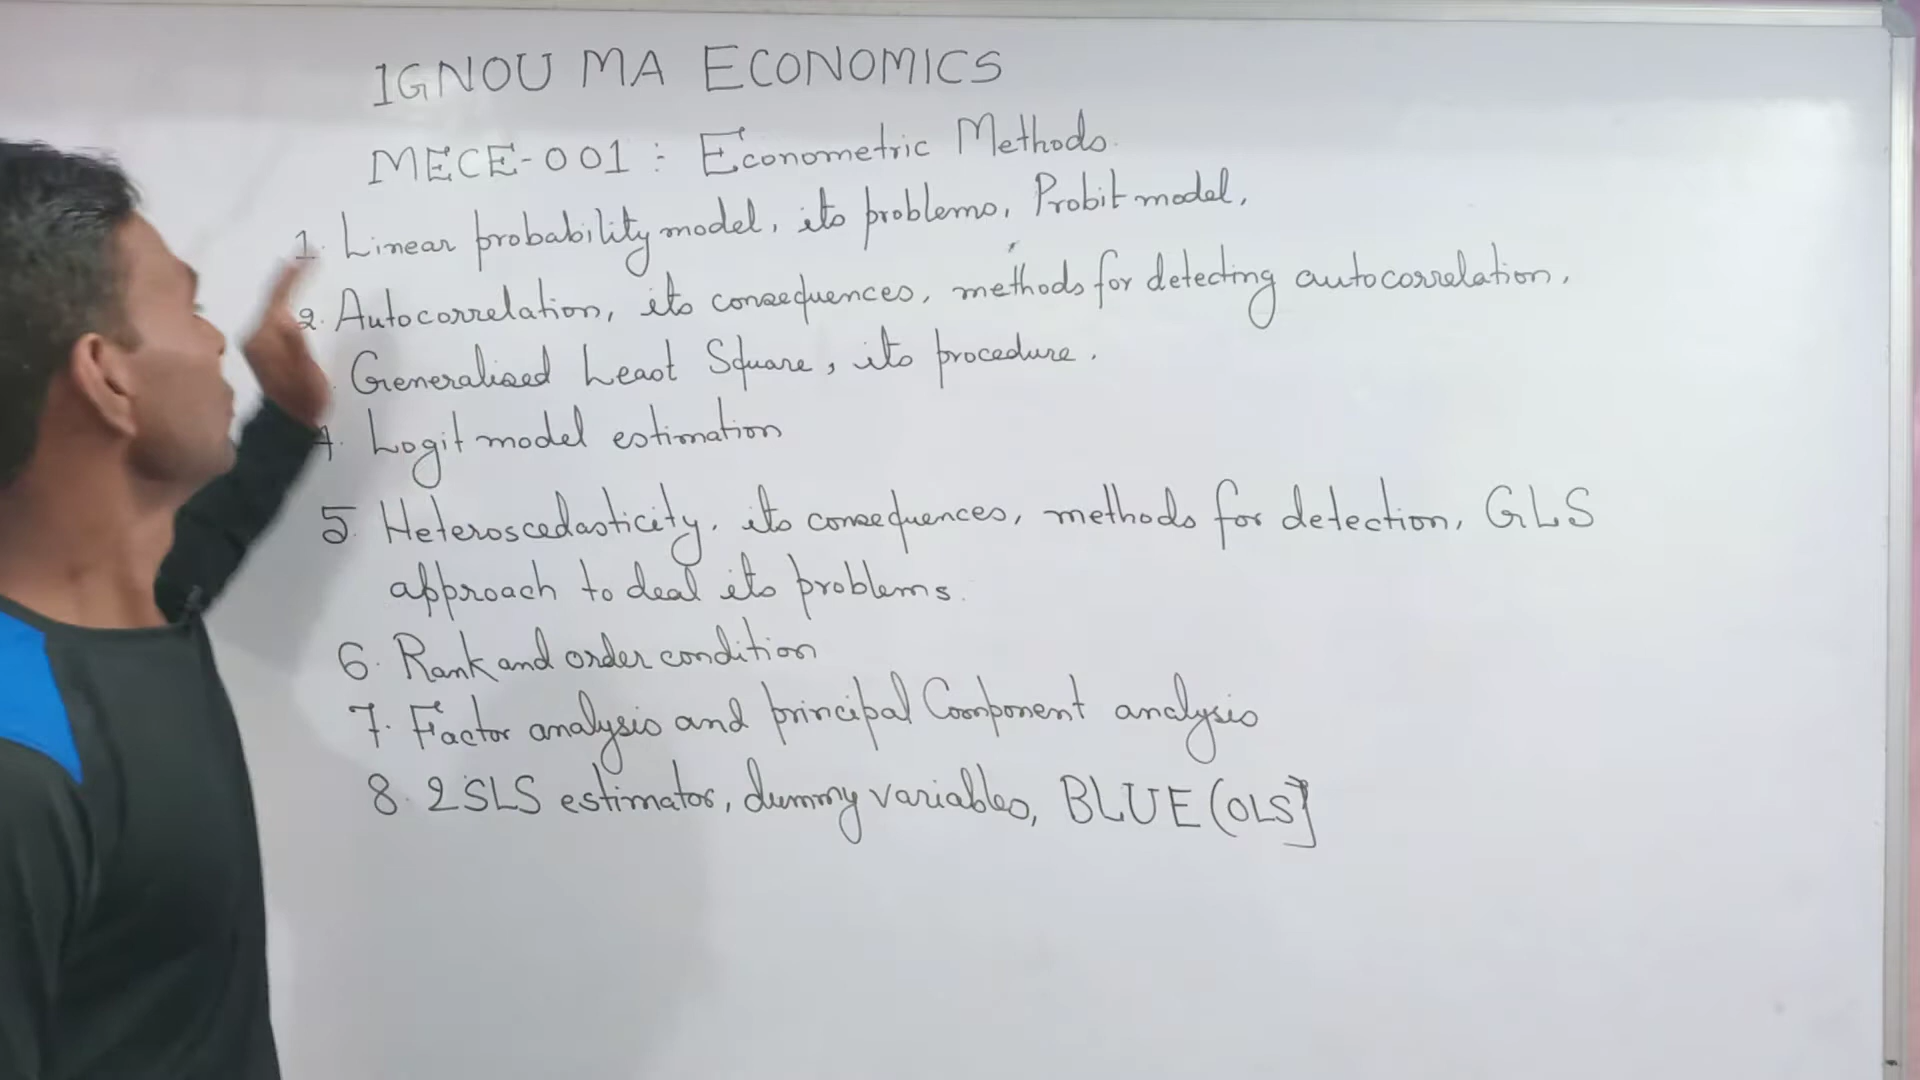 IGNOU MA ECONOMICS
MECE-001 : Econometric Methods.
1. Linear probability model, its problems, Probit model,
2. Autocorrelation, its consequences, methods for detecting autocorrelation,
. Generalised Least Square, its procedure.
4. Logit model estimation
5. Heteroscedasticity, its consequences, methods for detection, GLS
approach to deal its problems.
6. Rank and order condition
7. Factor analysis and principal Component analysis
8. 2SLS estimator, dummy variables, BLUE (OLS]